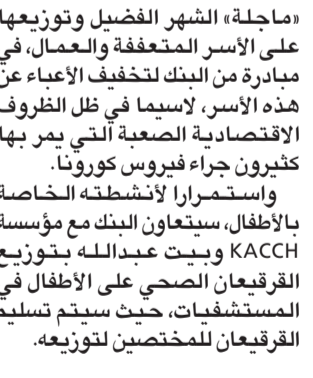 «ماجلة» الشهر الفضيل وتوزيعها
على الأسر المتعففة والعمال، في
مبادرة من البنك لتخفيف الأعباء عن
هذه الأسر، لاسيما في ظل الظروف
الاقتصادية الصعبة التي يمر بها
كثيرون جراء فيروس كورونا.
واستمرارا لأنشطته الخاصة
بالأطفال، سيتعاون البنك مع مؤسسة
KACCH وبيت عبدالله بتوزيع
القرقيعان الصحي على الأطفال في
المستشفيات، حيث سيتم تسليم
القرقيعان للمختصين لتوزيعه.